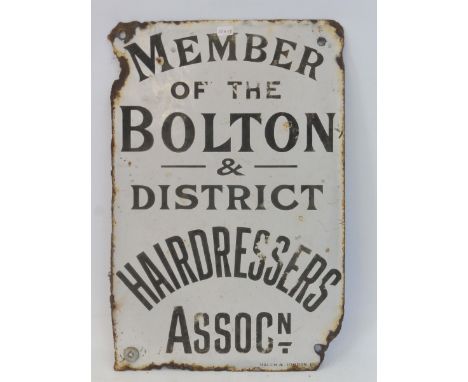 MEMBER
OF THE
BOLTON
&
DISTRICT
HAIRDRESSERS
ASSOCN